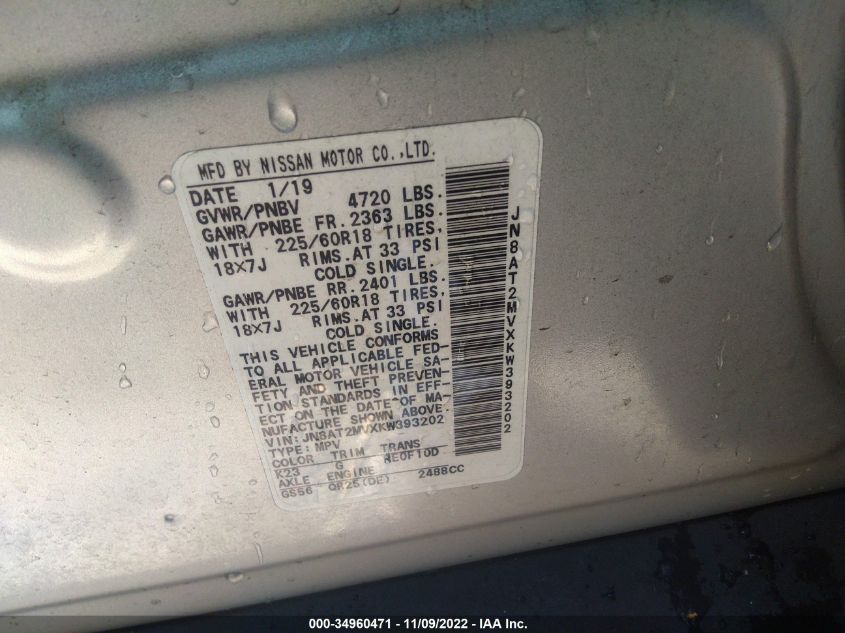 MFD BY NISSAN MOTOR CO.,LTD.
DATE 1/19
GVWR/PNBV 4720 LBS.
GAWR/PNBE FR.2363 LBS.
WITH 225/60R18 TIRES,
18X7J RIMS.AT 33 PSI
COLD SINGLE.
GAWR/PNBE RR.2401 LBS.
WITH 225/60R18 TIRES,
18X7J RIMS.AT 33 PSI
COLD SINGLE.
THIS VEHICLE CONFORMS
TO ALL APPLICABLE FED-
ERAL MOTOR VEHICLE SA-
FETY AND THEFT PREVEN-
TION STANDARDS IN EFF-
ECT ON THE DATE OF MA-
NUFACTURE SHOWN ABOVE.
VIN:JN8AT2MVXKW393202
TYPE:MPV
COLOR TRIM TRANS
K23 G RE0F10D
AXLE ENGINE
GS56 QR25(DE) 2488CC
JN8AT2MVXKW393202
000-34960471 - 11/09/2022 - IAA Inc.